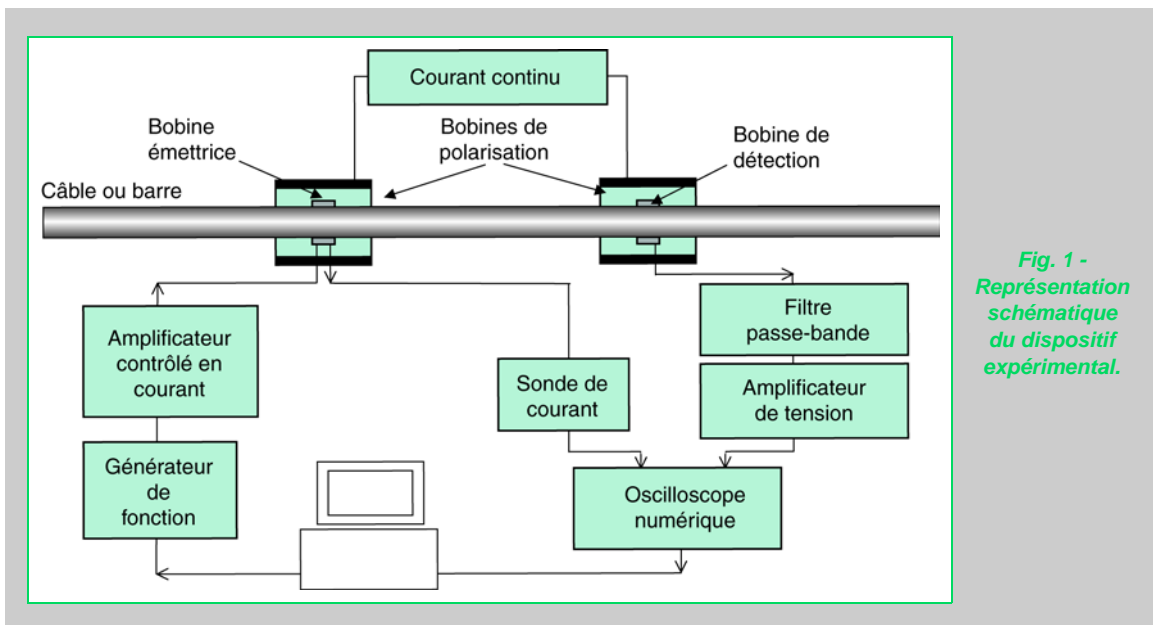 Courant continu
Bobine
émettrice
Bobines de
polarisation
Bobine de
détection
Câble ou barre
Amplificateur
contrôlé en
courant
Sonde de
courant
Filtre
passe-bande
Amplificateur
de tension
Générateur
de
fonction
Oscilloscope
numérique
Fig. 1 -
Représentation
schématique
du dispositif
expérimental.